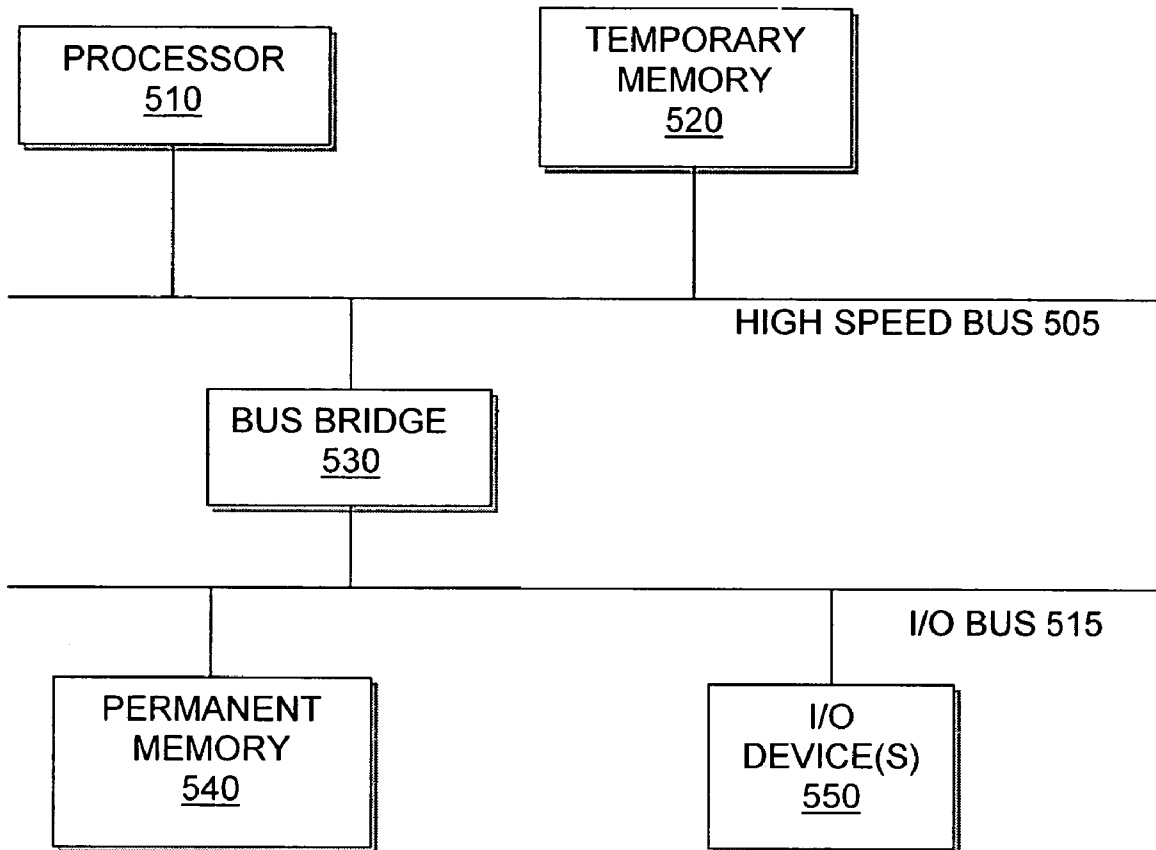 PROCESSOR
510
TEMPORARY
MEMORY
520
HIGH SPEED BUS 505
BUS BRIDGE
530
I/O BUS 515
PERMANENT
MEMORY
540
I/O
DEVICE(S)
550